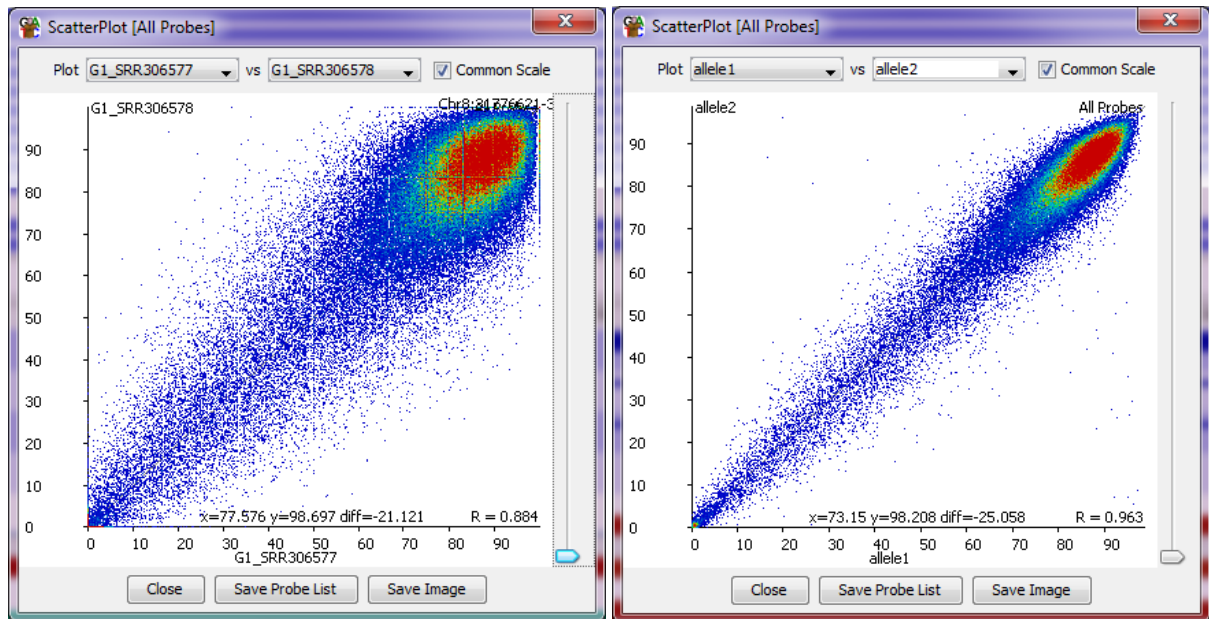 ScatterPlot [All Probes]
Plot G1_SRR306577 vs G1_SRR306578 Common Scale
G1_SRR306578
90
80
70
60
50
40
30
20
10
0
x=77.576 y=98.697 diff=-21.121 R = 0.884
0 10 20 30 40 50 60 70 80 90
G1_SRR306577
Close Save Probe List Save Image
ScatterPlot [All Probes]
Plot allele1 vs allele2 Common Scale
allele2 All Probes
90
80
70
60
50
40
30
20
10
0
x=73.15 y=98.208 diff=-25.058 R = 0.963
0 10 20 30 40 50 60 70 80 90
allele1
Close Save Probe List Save Image